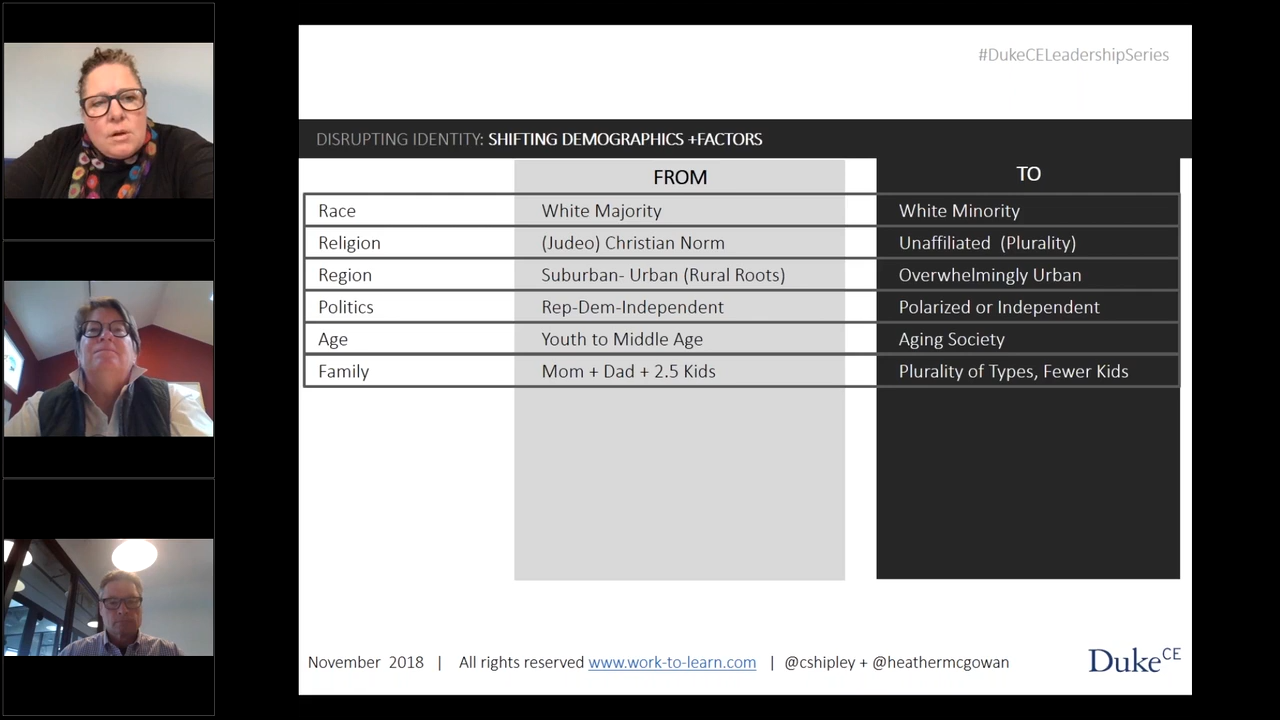 #DukeCELeadershipSeries
DISRUPTING IDENTITY: SHIFTING DEMOGRAPHICS +FACTORS
FROM TO
Race White Majority White Minority
Religion (Judeo) Christian Norm Unaffiliated (Plurality)
Region Suburban- Urban (Rural Roots) Overwhelmingly Urban
Politics Rep-Dem-Independent Polarized or Independent
Age Youth to Middle Age Aging Society
Family Mom + Dad + 2.5 Kids Plurality of Types, Fewer Kids
November 2018 | All rights reserved www.work-to-learn.com | @cshipley + @heathermcgowan
Duke CE